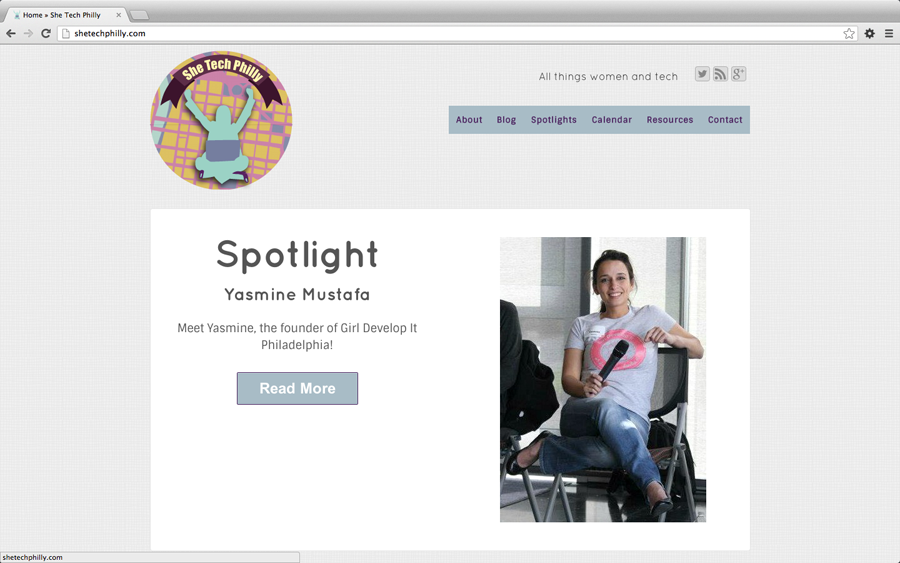 Home » She Tech Philly
shetechphilly.com
She Tech Philly
All things women and tech
About Blog Spotlights Calendar Resources Contact
Spotlight
Yasmine Mustafa
Meet Yasmine, the founder of Girl Develop It
Philadelphia!
Read More
shetechphilly.com